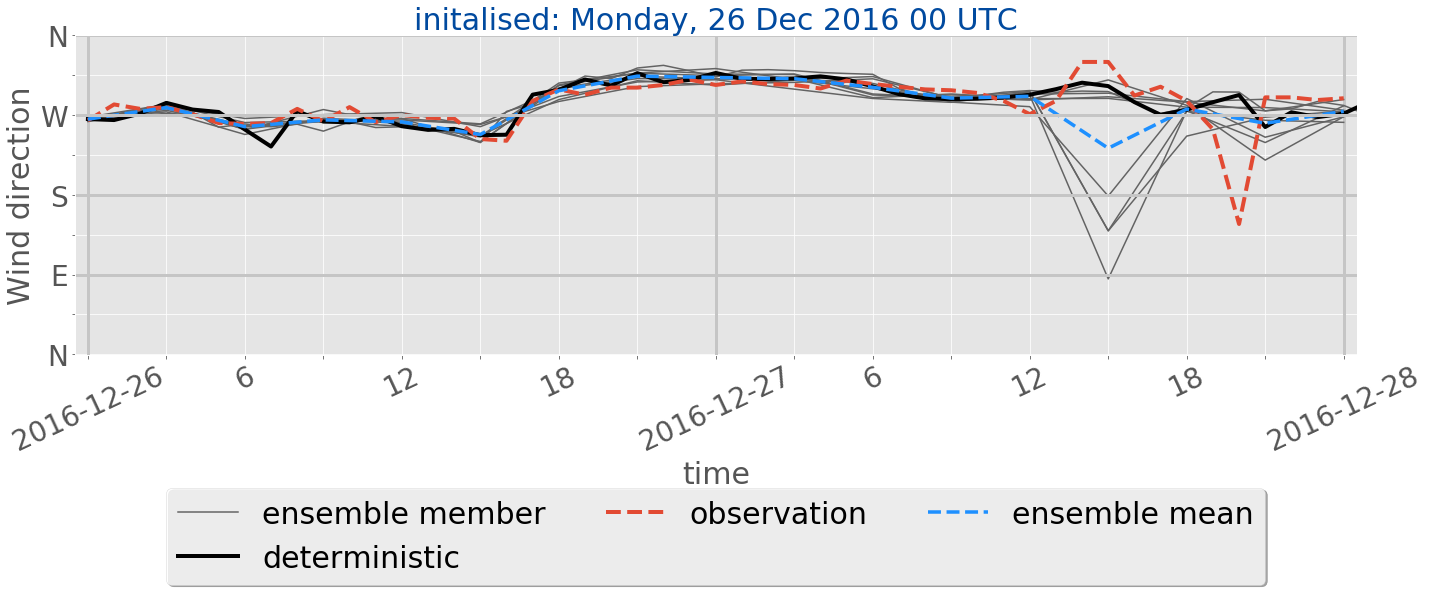 initalised: Monday, 26 Dec 2016 00 UTC
N
W
S
E
N
Wind direction
2016-12-26
6
12
18
2016-12-27
6
12
18
2016-12-28
time
ensemble member
observation
ensemble mean
deterministic